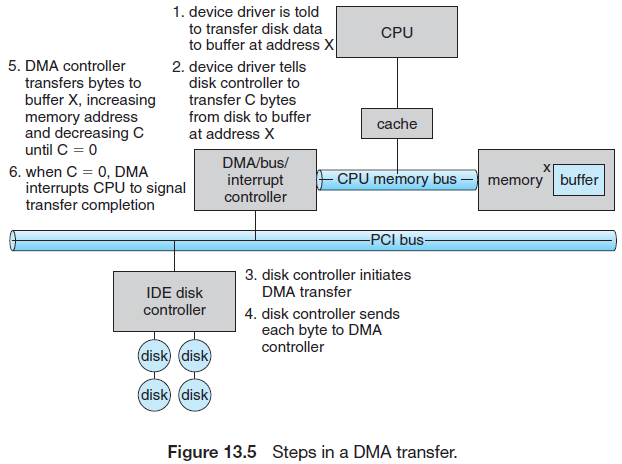 1. device driver is told
to transfer disk data
to buffer at address X
2. device driver tells
disk controller to
transfer C bytes
from disk to buffer
at address X
5. DMA controller
transfers bytes to
buffer X, increasing
memory address
and decreasing C
until C = 0
6. when C = 0, DMA
interrupts CPU to signal
transfer completion
CPU
cache
DMA/bus/
interrupt
controller
CPU memory bus
memory
X
buffer
PCI bus
IDE disk
controller
3. disk controller initiates
DMA transfer
4. disk controller sends
each byte to DMA
controller
disk disk
disk disk
Figure 13.5 Steps in a DMA transfer.